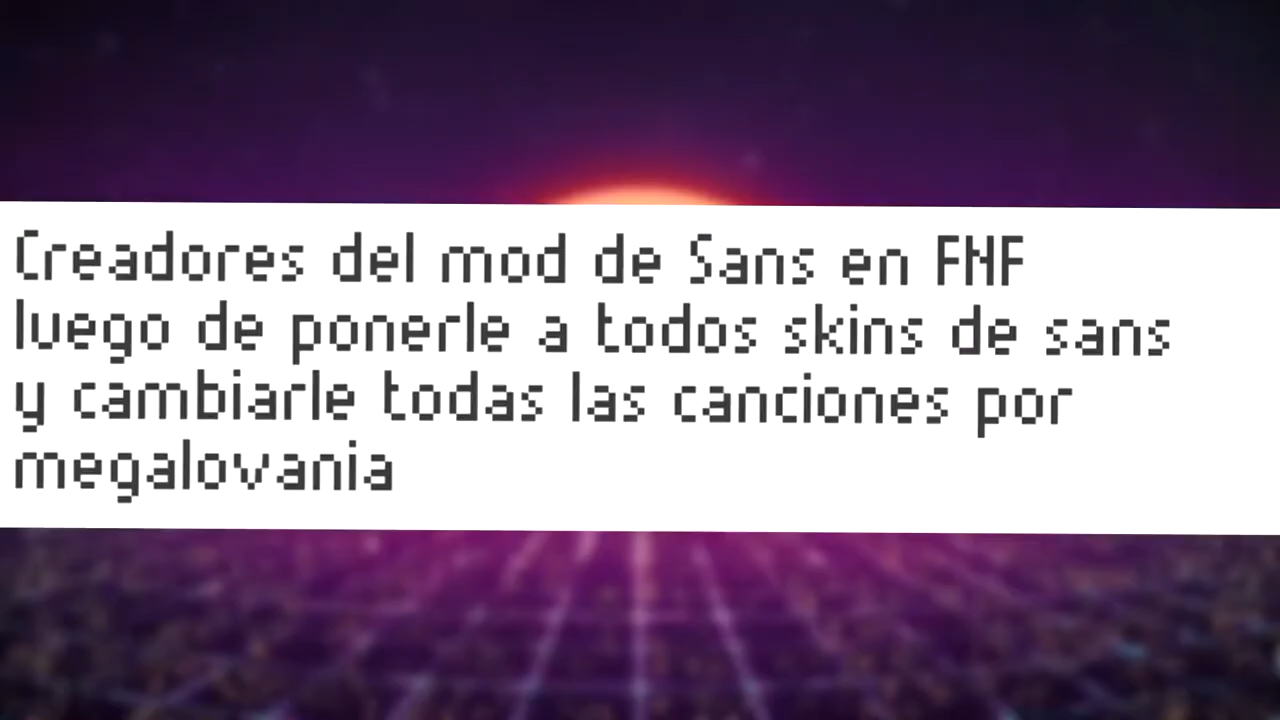 Creadores del mod de Sans en FNF
luego de ponerle a todos skins de sans
y cambiarle todas las canciones por
megalovania